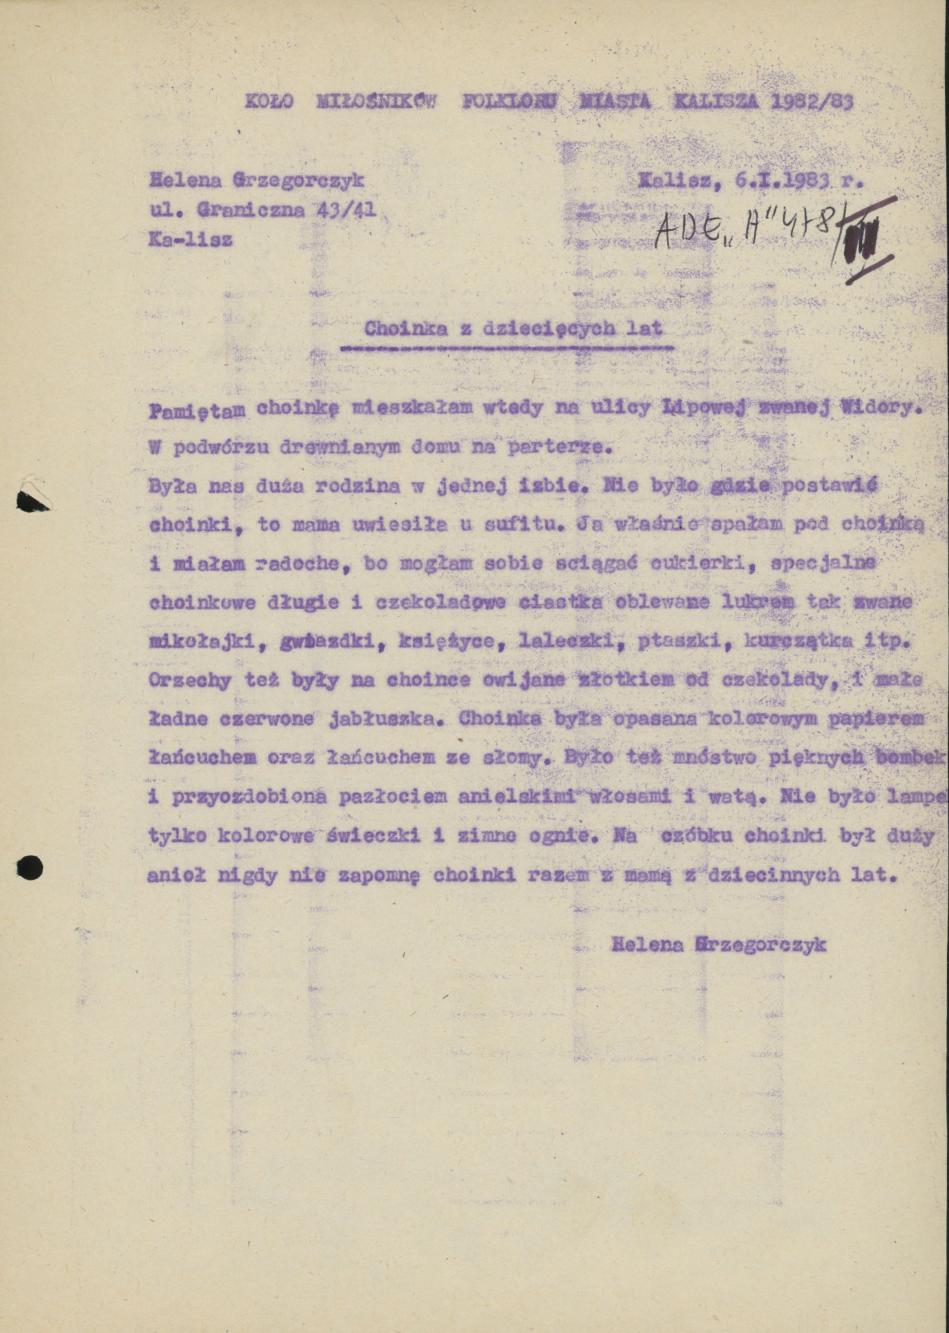 KOŁO MIŁOŚNIKÓW FOLKLORU MIASTA KALISZA 1982/83
Helena Grzegorczyk
Kalisz, 6.I.1983 r.
ul. Graniczna 43/41
ADE "A" 478/
Ka-lisz
Choinka z dziecięcych lat
Pamiętam choinkę mieszkałam wtedy na ulicy Lipowej zwanej Widory.
W podwórzu drewnianym domu na parterze.
Była nas duża rodzina w jednej izbie. Nie było gdzie postawić
choinki, to mama uwiesiła u sufitu. Ja właśnie spałam pod choinką
i miałam radoche, bo mogłam sobie sciągać cukierki, specjalne
choinkowe długie i czekoladowe ciastka oblewane lukrem tak zwane
mikołajki, gwiazdki, księżyce, laleczki, ptaszki, kurczątka itp.
Orzechy też były na choince owijane złotkiem od czekolady, i małe
ładne czerwone jabłuszka. Choinka była opasana kolorowym papierem
łańcuchem oraz łańcuchem ze słomy. Było też mnóstwo pięknych bombek
i przyozdobiona pazłociem anielskimi włosami i watą. Nie było lampe
tylko kolorowe świeczki i zimne ognie. Na czóbku choinki był duży
anioł nigdy nie zapomnę choinki razem z mamą z dziecinnych lat.
Helena Grzegorczyk